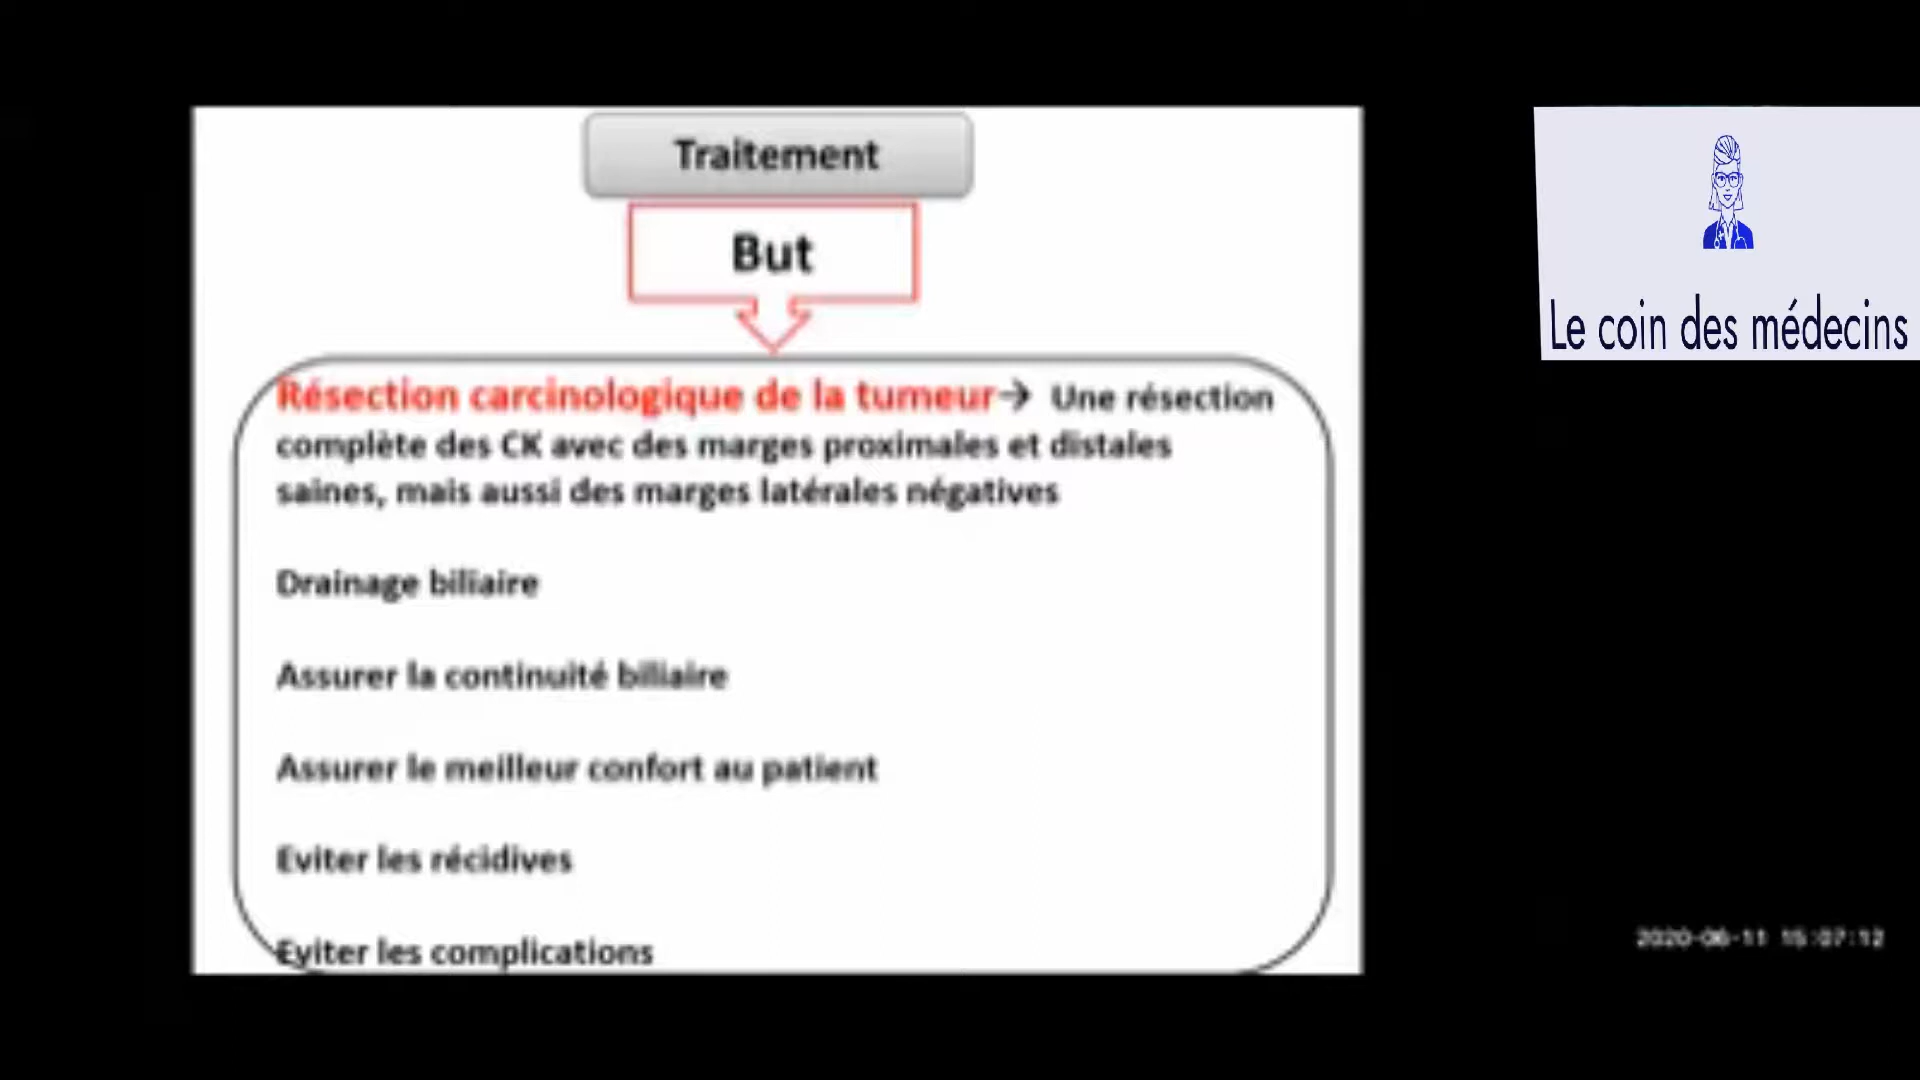 Traitement
But
Résection carcinologique de la tumeur→ Une résection
complète des CK avec des marges proximales et distales
saines, mais aussi des marges latérales négatives
Drainage biliaire
Assurer la continuité biliaire
Assurer le meilleur confort au patient
Eviter les récidives
Eviter les complications
Le coin des médecins
2020-06-11 15:07:12